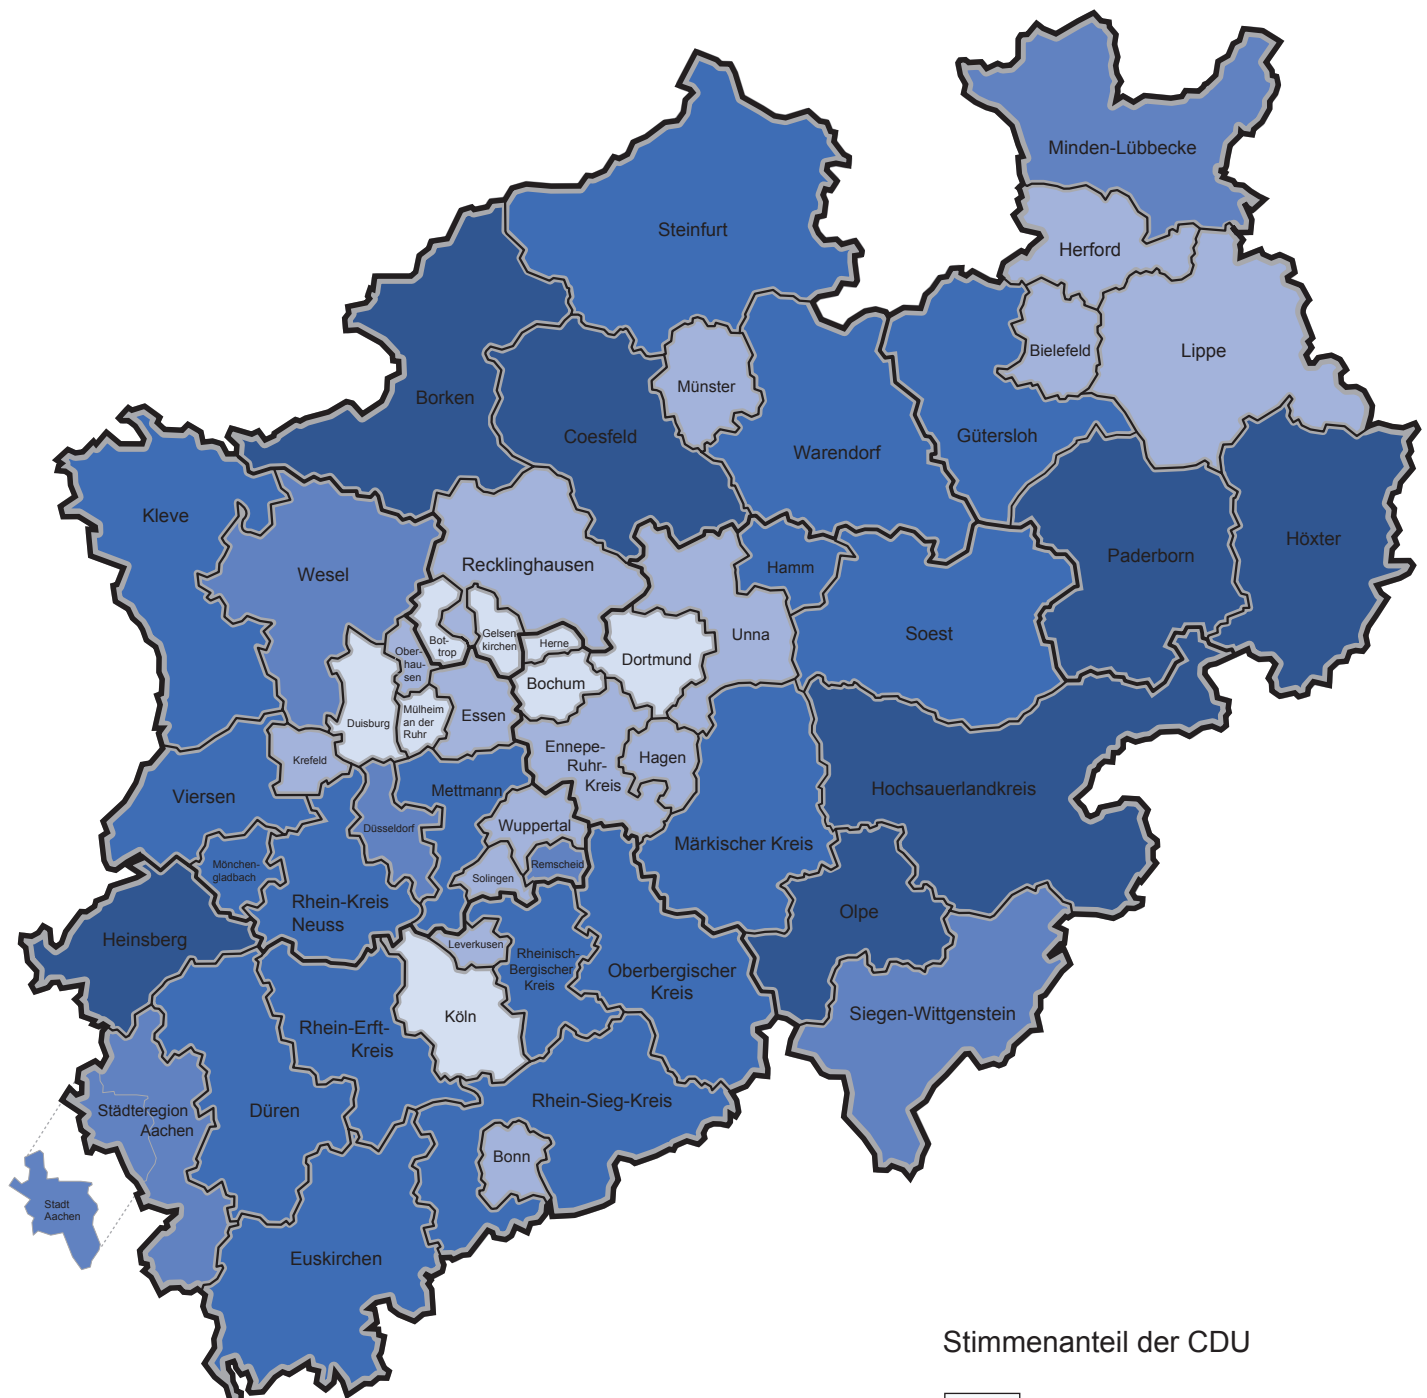 Minden-Lübbecke
Steinfurt
Herford
Bielefeld
Lippe
Münster
Borken
Coesfeld
Gütersloh
Warendorf
Kleve
Höxter
Paderborn
Wesel
Recklinghausen
Hamm
Unna
Soest
Bot-
trop
Gelsen
kirchen
Herne
Ober-
hau-
sen
Dortmund
Bochum
Duisburg
Mülheim
an der
Ruhr
Essen
Krefeld
Ennepe-
Ruhr-
Kreis
Hagen
Viersen
Mettmann
Hochsauerlandkreis
Düsseldorf
Wuppertal
Märkischer Kreis
Mönchen-
gladbach
Solingen
Remscheid
Rhein-Kreis
Neuss
Olpe
Heinsberg
Leverkusen
Rheinisch-
Bergischer
Kreis
Oberbergischer
Kreis
Köln
Rhein-Erft-
Kreis
Siegen-Wittgenstein
Städteregion
Aachen
Düren
Rhein-Sieg-Kreis
Bonn
Stadt
Aachen
Euskirchen
Stimmenanteil der CDU